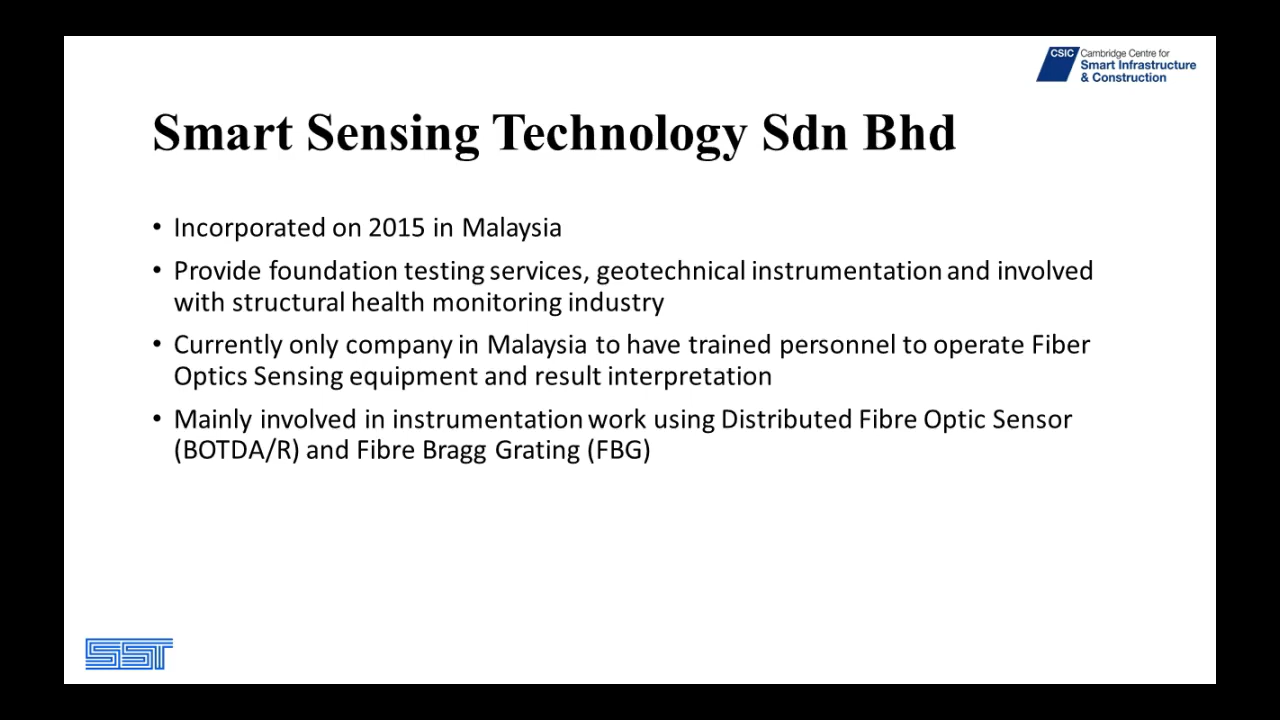 CSIC
Cambridge Centre for
Smart Infrastructure
& Construction
Smart Sensing Technology Sdn Bhd
• Incorporated on 2015 in Malaysia
• Provide foundation testing services, geotechnical instrumentation and involved
with structural health monitoring industry
• Currently only company in Malaysia to have trained personnel to operate Fiber
Optics Sensing equipment and result interpretation
• Mainly involved in instrumentation work using Distributed Fibre Optic Sensor
(BOTDA/R) and Fibre Bragg Grating (FBG)
SST